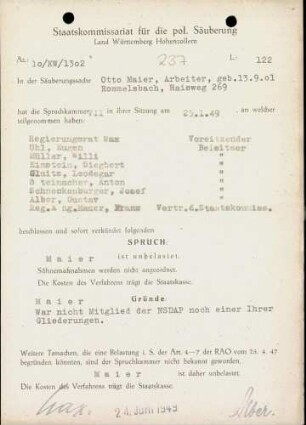 Staatskommissariat für die pol. Säuberung
Land Württemberg Hohenzollern
Az.: 10/KW/1302 237 L: 122
In der Säuberungssache Otto Maier, Arbeiter, geb.13.9.01
Rommelsbach, Rainweg 269
hat die Spruchkammer II in ihrer Sitzung am 25.1.49 an welcher
teilgenommen haben:
Regierungsrat Vorsitzender
Uhl, Eugen Beisitzer
Müller, Willi "
Einstein, Siegbert "
Sluitz, Leodegar "
Steinacher, Anton "
Schneckenburger, Josef "
Alber, Gustav "
Franz Vertr.d.Staatskommiss.
beschlossen und sofort verkündet folgenden
SPRUCH
Maier ist unbelastet.
Sühnemaßnahmen werden nicht angeordnet.
Die Kosten des Verfahrens trägt die Staatskasse.
Gründe
Maier
War nicht Mitglied der NSDAP noch einer Ihrer
Gliederungen.
Weitere Tatsachen, die eine Belastung i. S. der Art. 4-7 der RAO vom 25. 4. 47
begründen könnten, sind der Spruchkammer nicht bekannt.
Maier ist daher unbelastet.
Die Kosten des Verfahrens trägt die Staatskasse.
24. Juni 1949 Alber.